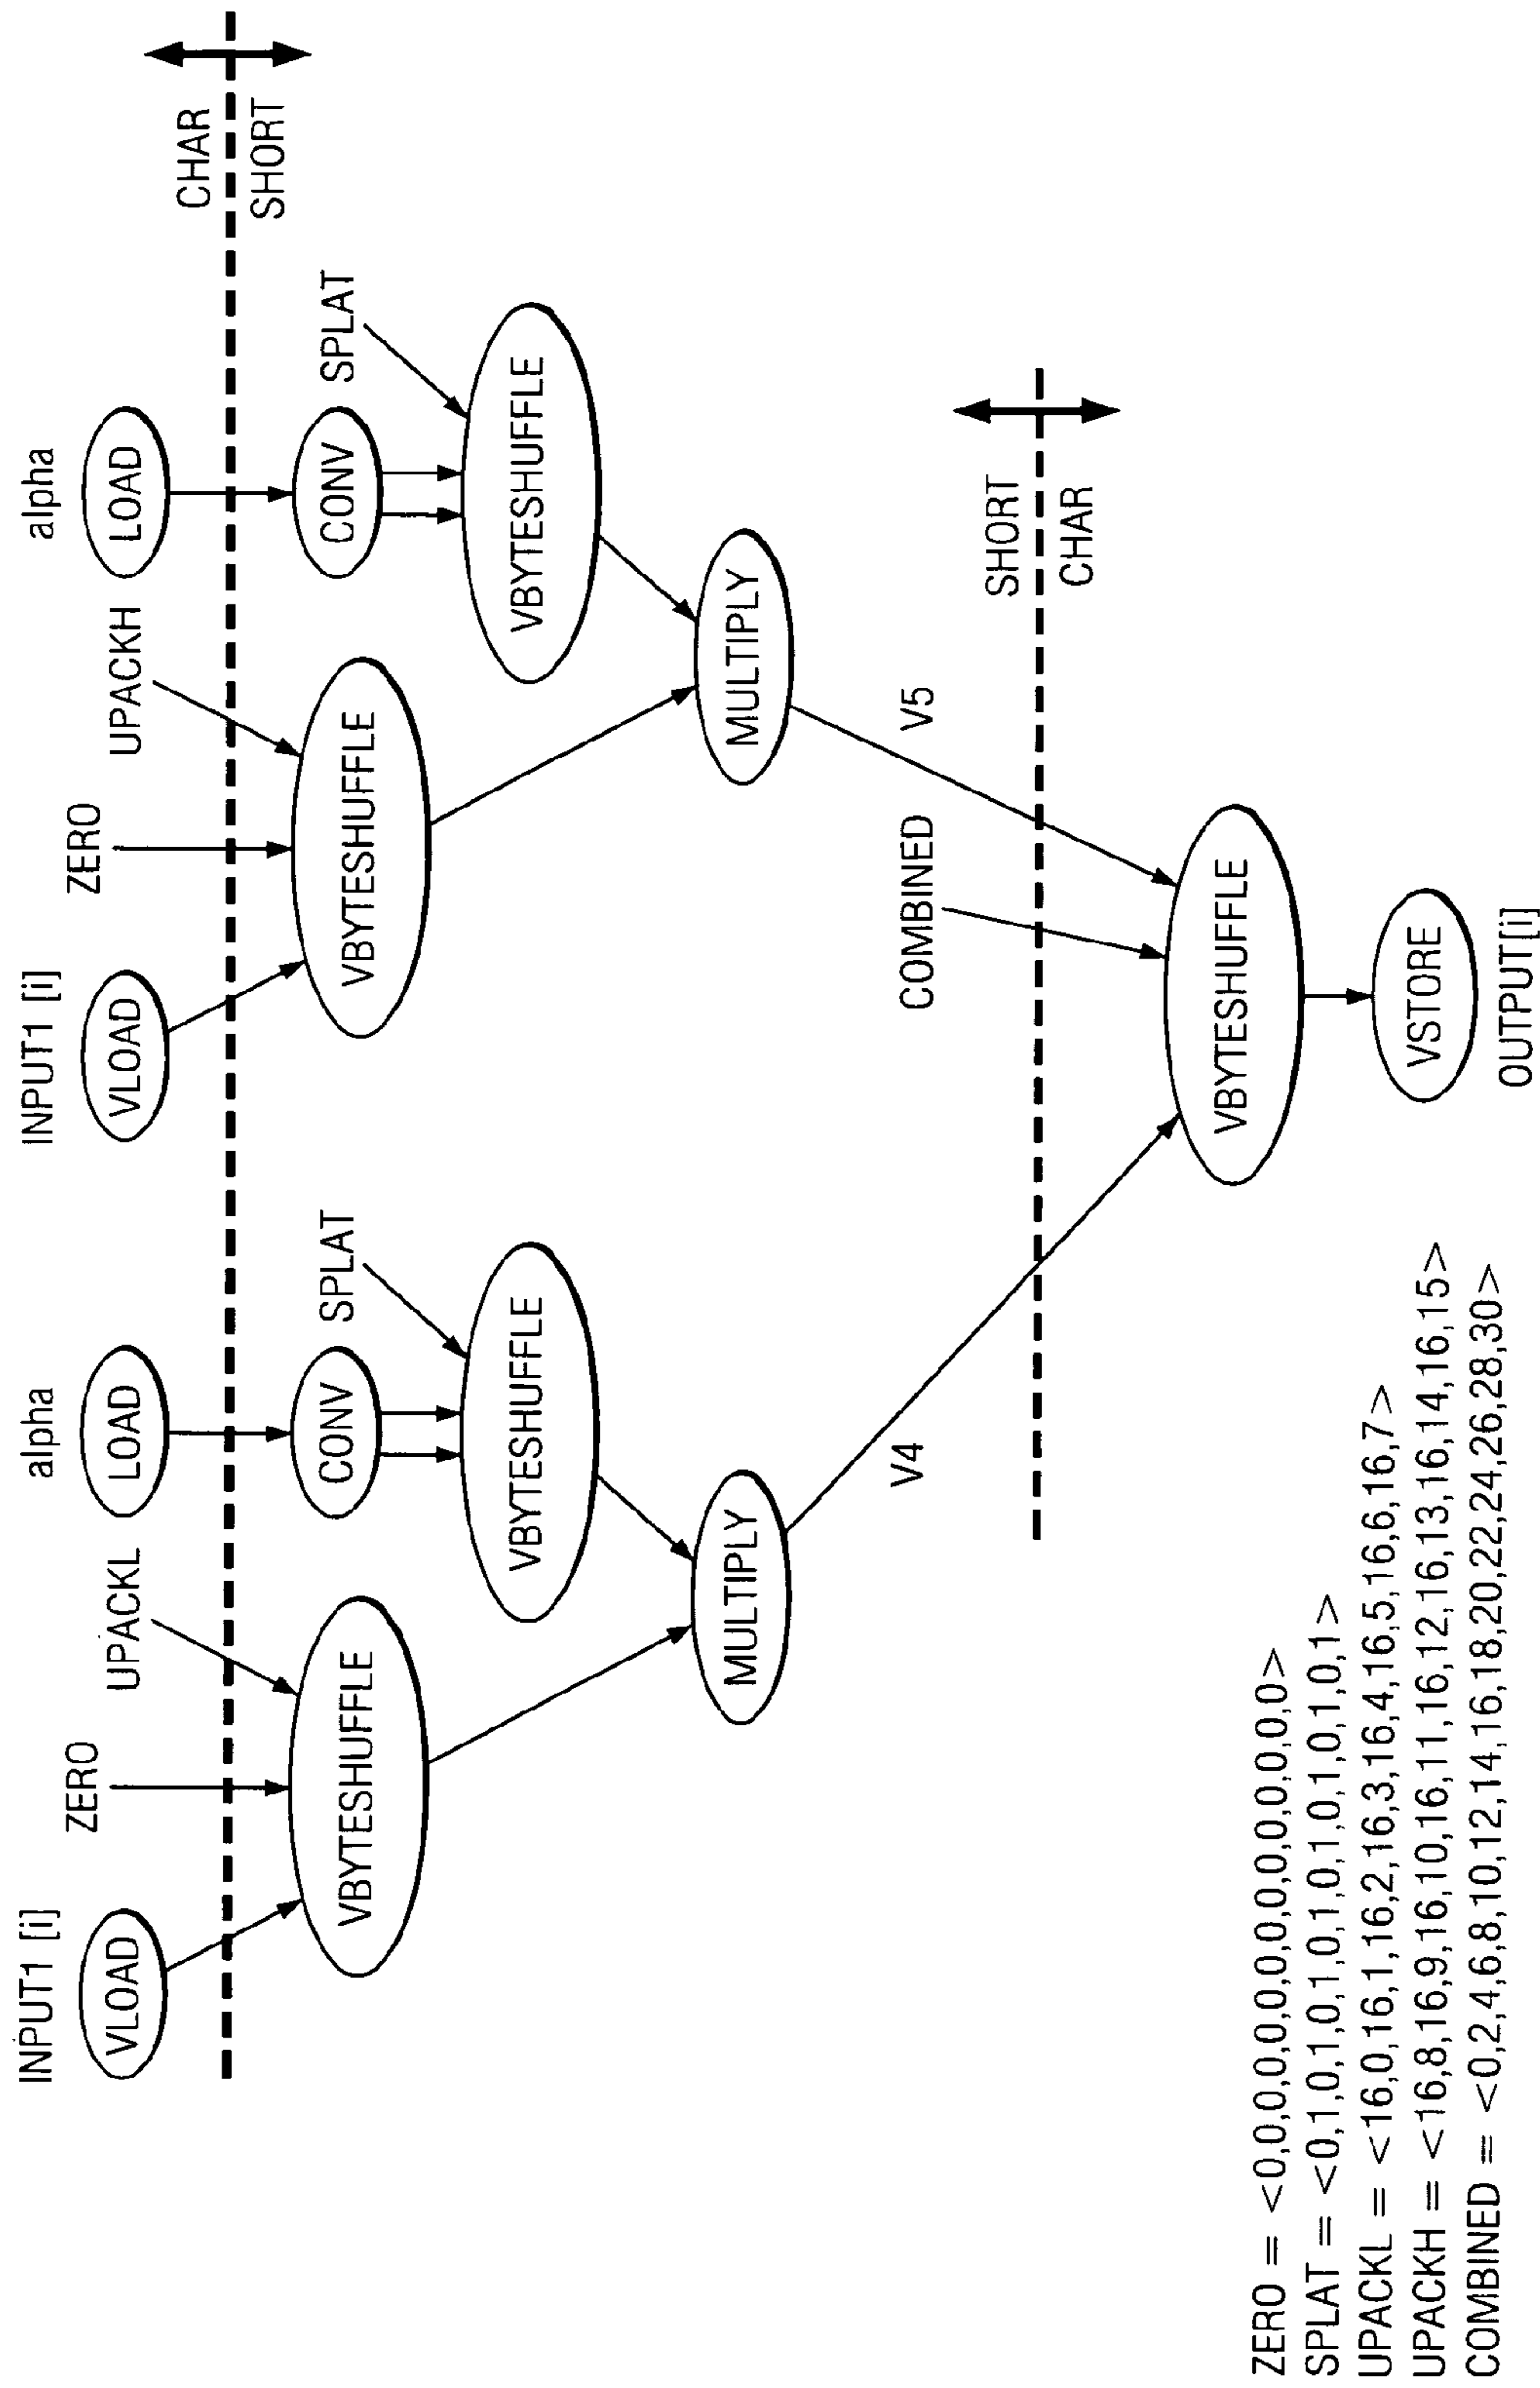 INPUT1 [i]
alpha
INPUT1 [i]
alpha
ZERO
ZERO
VLOAD
UPACKL
LOAD
VLOAD
UPACKH
LOAD
CHAR
SHORT
VBYTESHUFFLE
CONV
SPLAT
VBYTESHUFFLE
CONV
SPLAT
VBYTESHUFFLE
VBYTESHUFFLE
MULTIPLY
MULTIPLY
V4
COMBINED
V5
SHORT
CHAR
VBYTESHUFFLE
VSTORE
OUTPUT[i]
ZERO = <0,0,0,0,0,0,0,0,0,0,0,0,0,0,0,0>
SPLAT = <0,1,0,1,0,1,0,1,0,1,0,1,0,1,0,1>
UPACKL = <16,0,16,1,16,2,16,3,16,4,16,5,16,6,16,7>
UPACKH = <16,8,16,9,16,10,16,11,16,12,16,13,16,14,16,15>
COMBINED = <0,2,4,6,8,10,12,14,16,18,20,22,24,26,28,30>